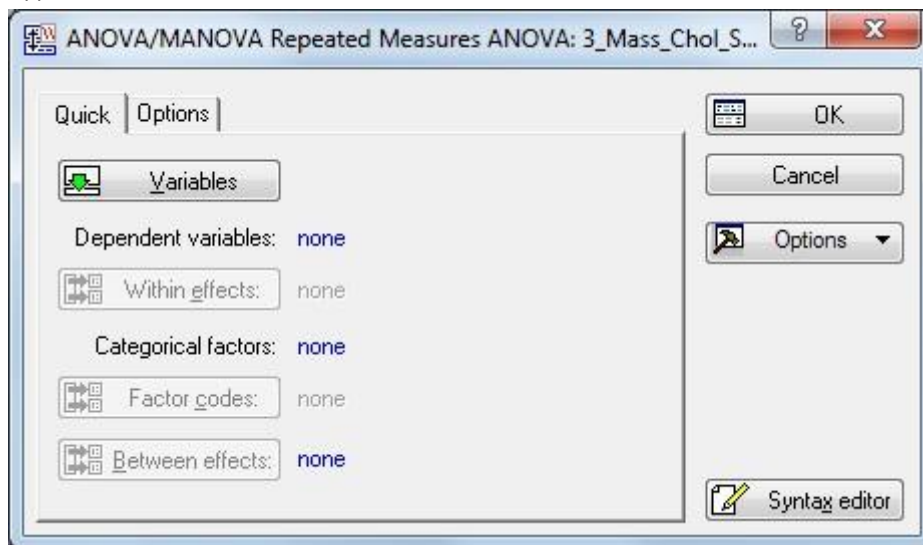 ANOVA/MANOVA Repeated Measures ANOVA: 3_Mass_Chol_S...
?
X
Quick
Options
OK
Variables
Cancel
Dependent variables: none
Options
Within effects: none
Categorical factors: none
Factor codes: none
Between effects: none
Syntax editor